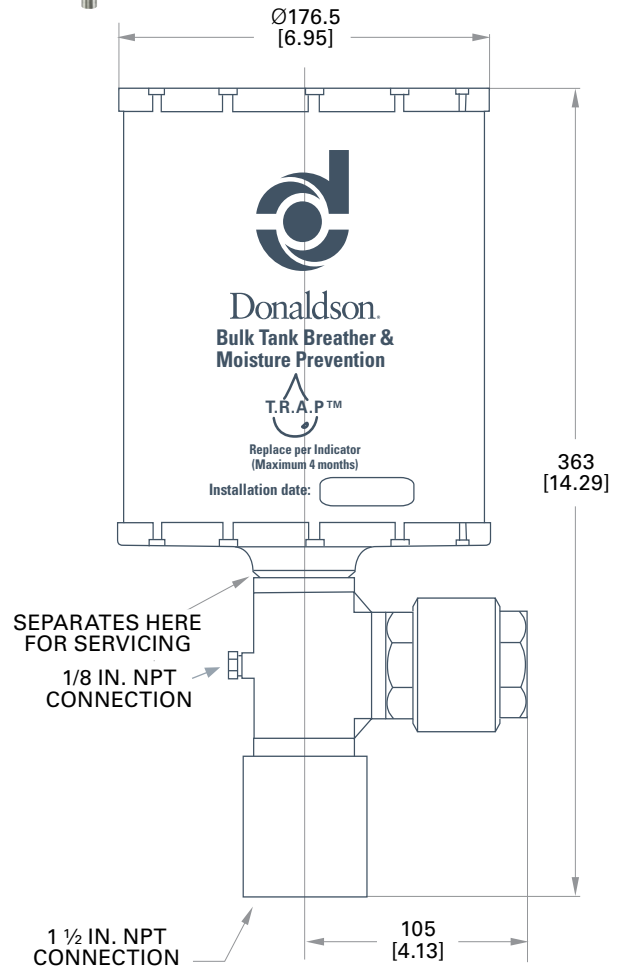 Ø176.5
[6.95]
Donaldson.
Bulk Tank Breather &
Moisture Prevention
T.R.A.P™
Replace per Indicator
(Maximum 4 months)
Installation date:
363
[14.29]
SEPARATES HERE
FOR SERVICING
1/8 IN. NPT
CONNECTION
1 ½ IN. NPT
CONNECTION
105
[4.13]